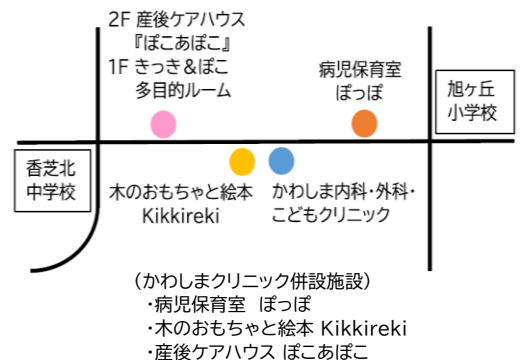 2F 産後ケアハウス
『ぽこあぽこ』
1F きっき&ぽこ
多目的ルーム
病児保育室
ぽっぽ
旭ヶ丘
小学校
香芝北
中学校
木のおもちゃと絵本
Kikkireki
かわしま内科・外科・
こどもクリニック
(かわしまクリニック併設施設)
・病児保育室 ぽっぽ
・木のおもちゃと絵本 Kikkireki
・産後ケアハウス ぽこあぽこ